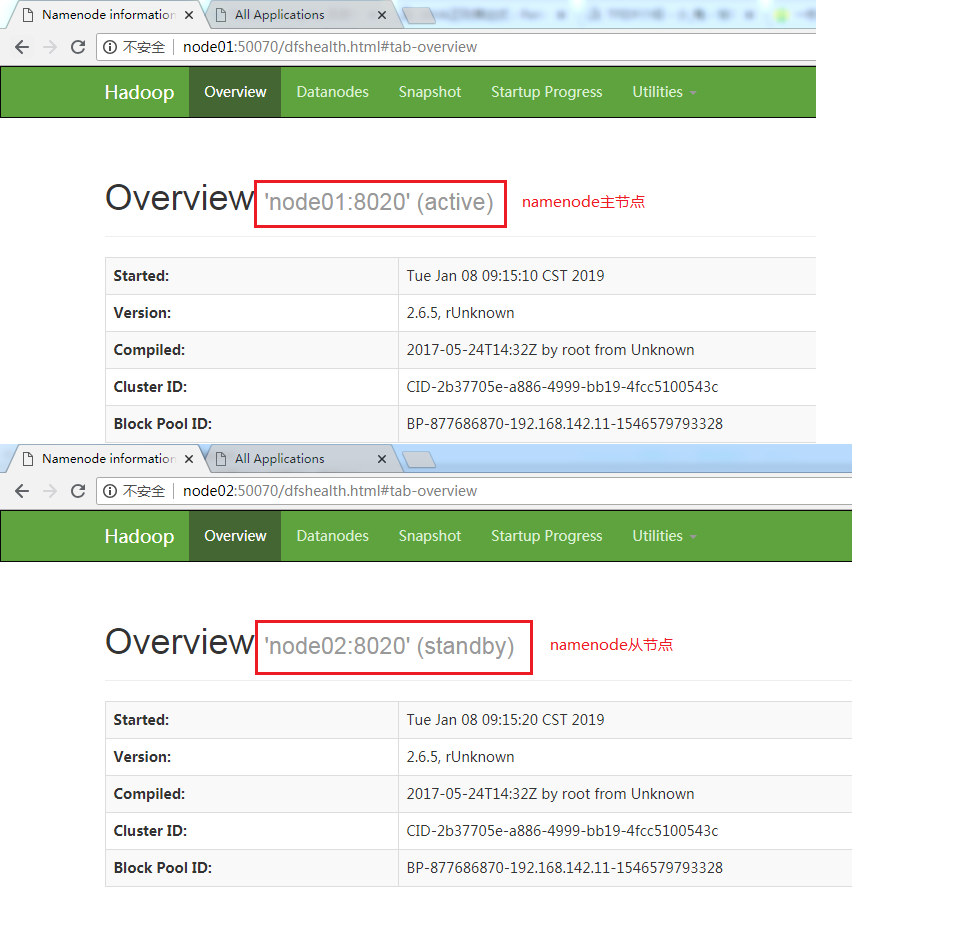 Namenode information All Applications
不安全 node01:50070/dfshealth.html#tab-overview
Hadoop Overview Datanodes Snapshot Startup Progress Utilities
Overview 'node01:8020' (active) namenode主节点
Started: Tue Jan 08 09:15:10 CST 2019
Version: 2.6.5, rUnknown
Compiled: 2017-05-24T14:32Z by root from Unknown
Cluster ID: CID-2b37705e-a886-4999-bb19-4fcc5100543c
Block Pool ID: BP-877686870-192.168.142.11-1546579793328
Namenode information All Applications
不安全 node02:50070/dfshealth.html#tab-overview
Hadoop Overview Datanodes Snapshot Startup Progress Utilities
Overview 'node02:8020' (standby) namenode从节点
Started: Tue Jan 08 09:15:20 CST 2019
Version: 2.6.5, rUnknown
Compiled: 2017-05-24T14:32Z by root from Unknown
Cluster ID: CID-2b37705e-a886-4999-bb19-4fcc5100543c
Block Pool ID: BP-877686870-192.168.142.11-1546579793328